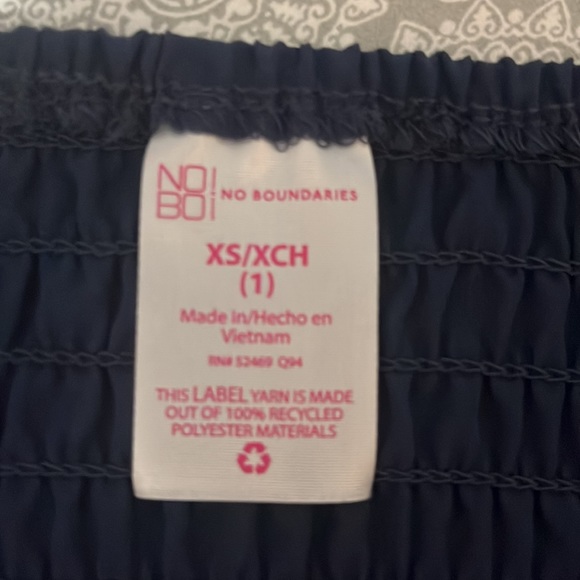 NO!
BO!
NO BOUNDARIES
XS/XCH
(1)
Made in/Hecho en
Vietnam
RN# 52469 Q94
THIS LABEL YARN IS MADE
OUT OF 100% RECYCLED
POLYESTER MATERIALS